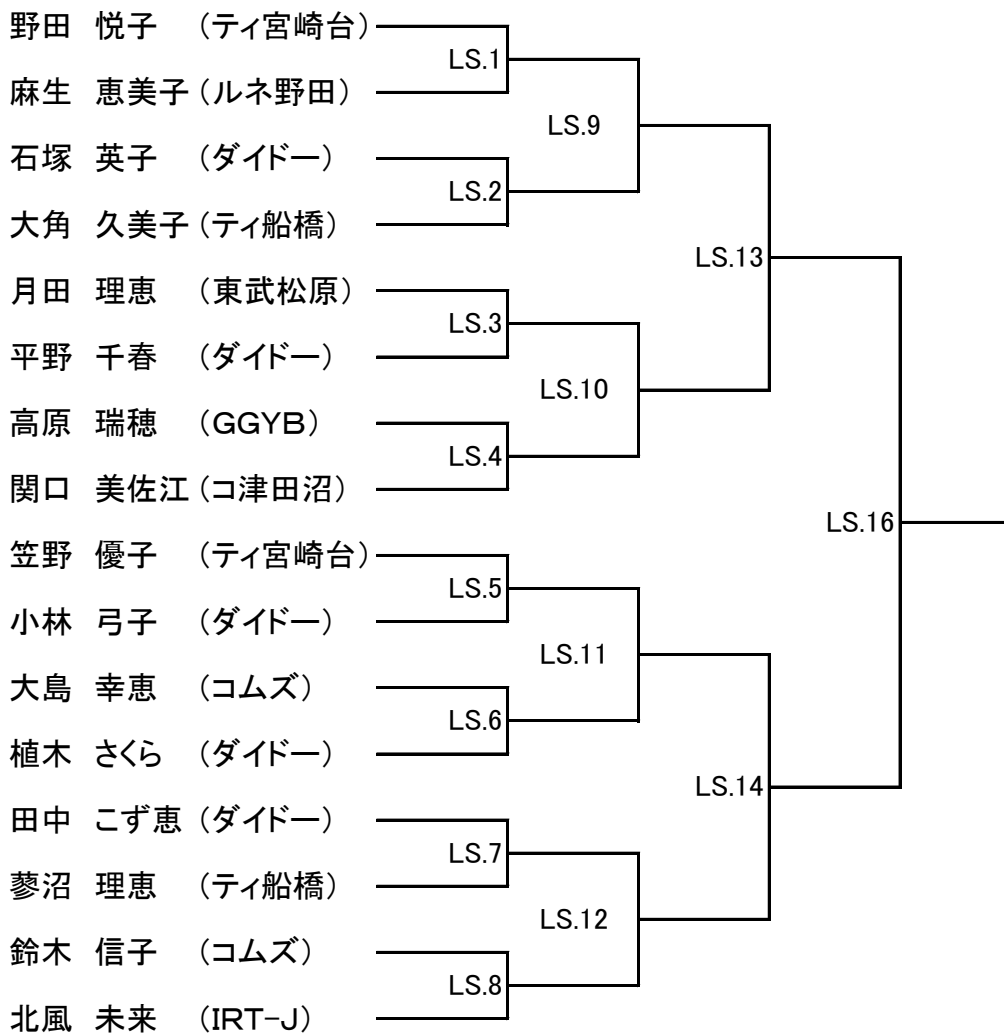 野田 悦子 （ティ宮崎台）
LS.1
麻生 恵美子（ルネ野田）
LS.9
石塚 英子 （ダイドー）
LS.2
大角 久美子（ティ船橋）
LS.13
月田 理恵 （東武松原）
LS.3
平野 千春 （ダイドー）
LS.10
高原 瑞穂 （GGYB）
LS.4
関口 美佐江（コ津田沼）
LS.16
笠野 優子 （ティ宮崎台）
LS.5
小林 弓子 （ダイドー）
LS.11
大島 幸恵 （コムズ）
LS.6
植木 さくら （ダイドー）
LS.14
田中 こず恵（ダイドー）
LS.7
蓼沼 理恵 （ティ船橋）
LS.12
鈴木 信子 （コムズ）
LS.8
北風 未来 （IRT-J）